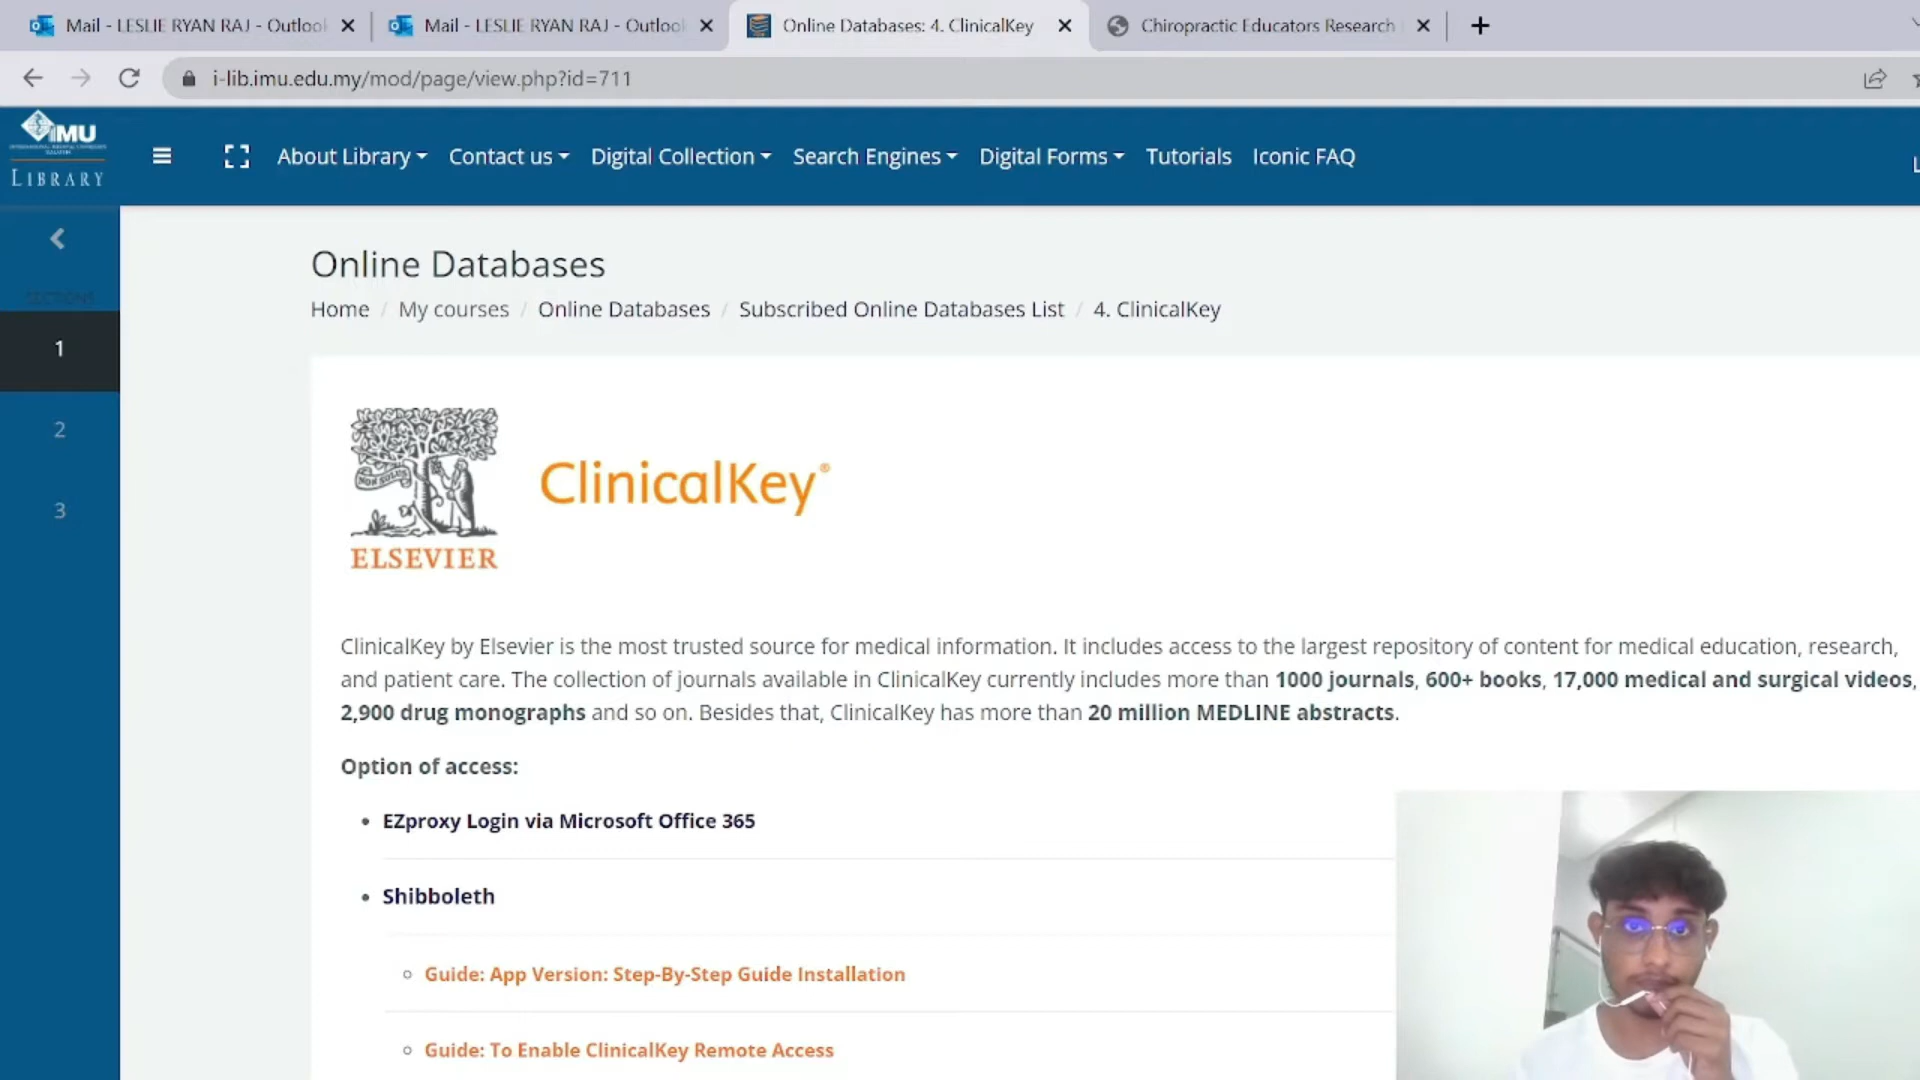 Mail - LESLIE RYAN RAJ - Outlook
Mail - LESLIE RYAN RAJ - Outlook
Online Databases: 4. ClinicalKey
Chiropractic Educators Research
i-lib.imu.edu.my/mod/page/view.php?id=711
IMU
LIBRARY
About Library
Contact us
Digital Collection
Search Engines
Digital Forms
Tutorials
Iconic FAQ
SECTIONS
1
2
3
Online Databases
Home / My courses / Online Databases / Subscribed Online Databases List / 4. ClinicalKey
NON SOLUS
ELSEVIER
ClinicalKey®
ClinicalKey by Elsevier is the most trusted source for medical information. It includes access to the largest repository of content for medical education, research,
and patient care. The collection of journals available in ClinicalKey currently includes more than 1000 journals, 600+ books, 17,000 medical and surgical videos,
2,900 drug monographs and so on. Besides that, ClinicalKey has more than 20 million MEDLINE abstracts.
Option of access:
• EZproxy Login via Microsoft Office 365
• Shibboleth
○ Guide: App Version: Step-By-Step Guide Installation
○ Guide: To Enable ClinicalKey Remote Access